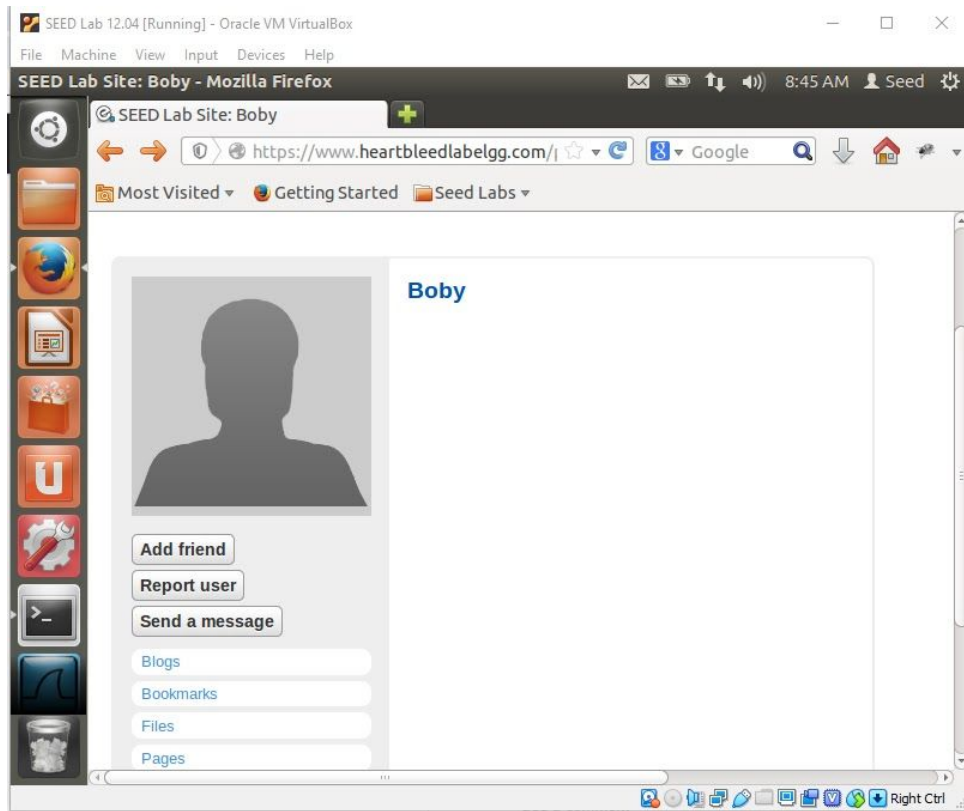 SEED Lab 12.04 [Running] - Oracle VM VirtualBox
File Machine View Input Devices Help
SEED Lab Site: Boby - Mozilla Firefox 8:45 AM Seed
SEED Lab Site: Boby
https://www.heartbleedlabelgg.com/ Google
Most Visited Getting Started Seed Labs
Boby
Add friend
Report user
Send a message
Blogs
Bookmarks
Files
Pages
Right Ctrl